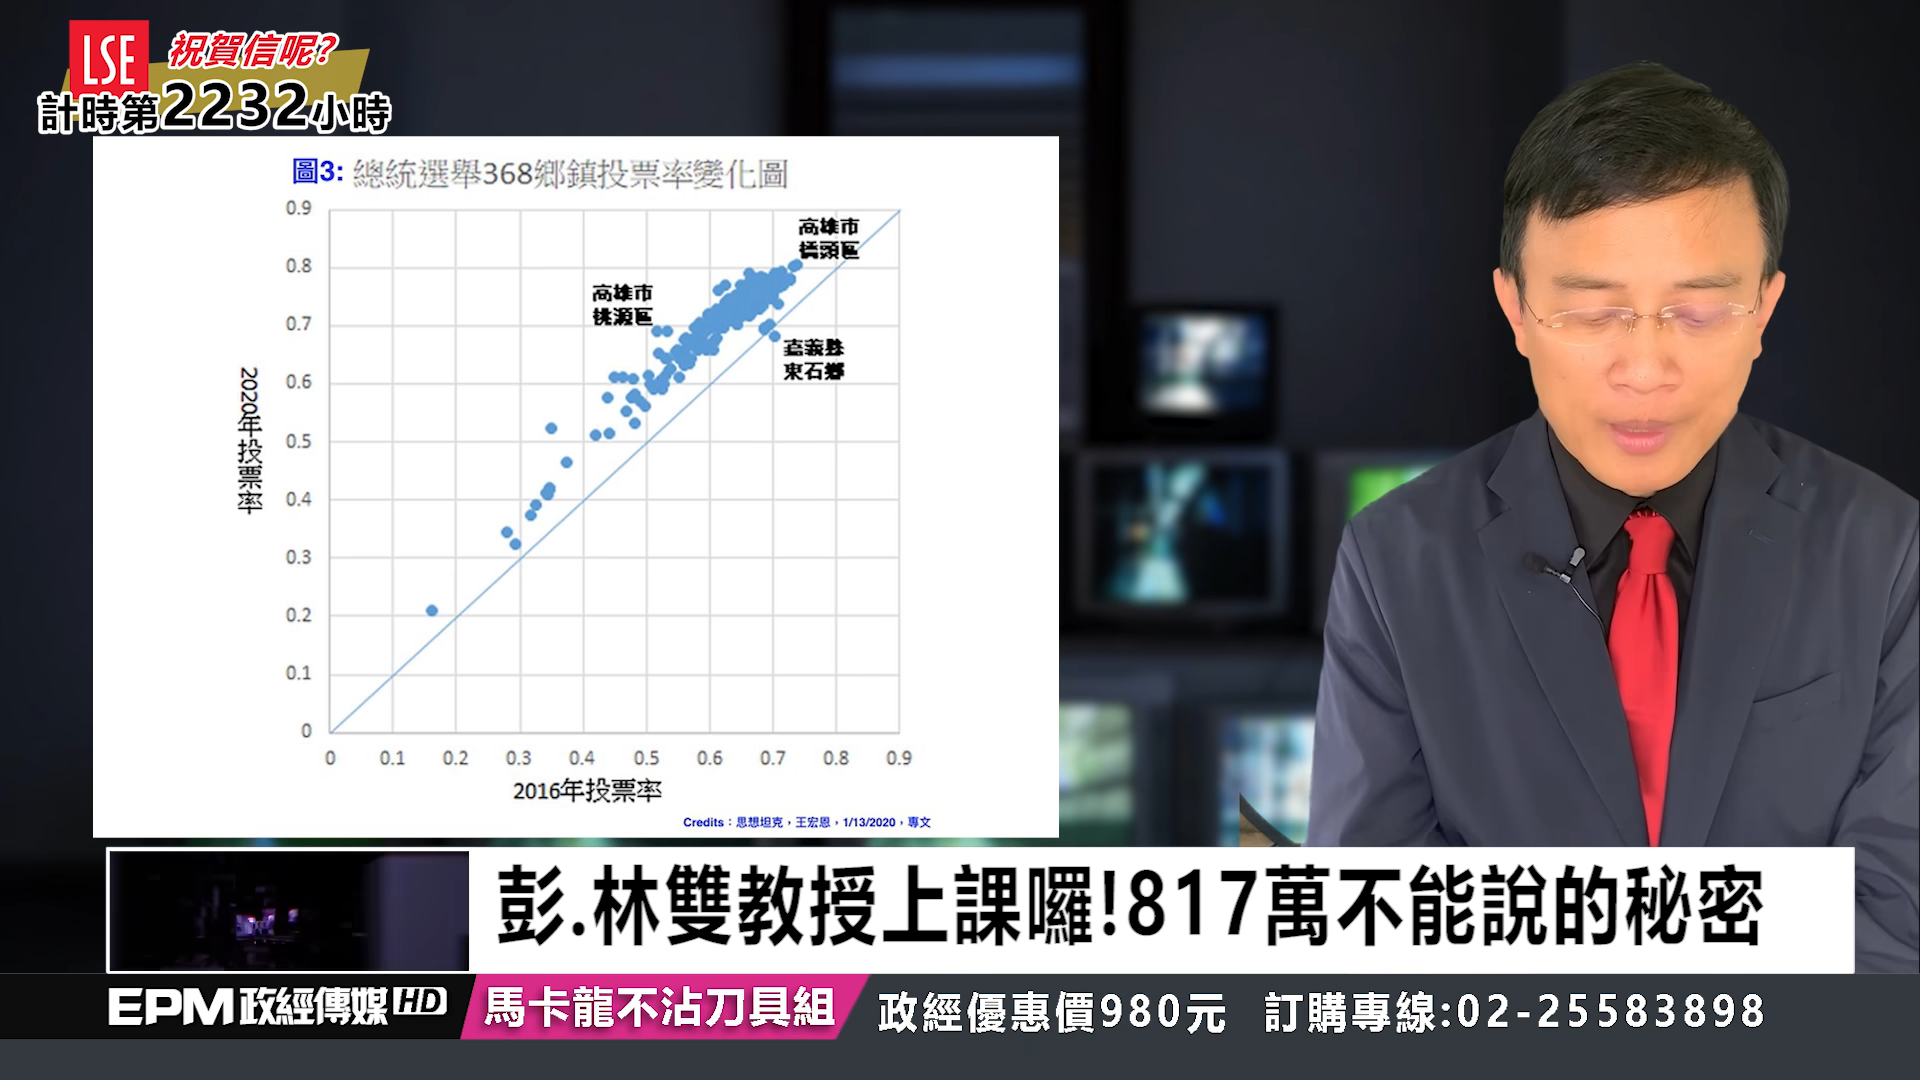 LSE
祝賀信呢?
計時第2232小時
圖3: 總統選舉368鄉鎮投票率變化圖
0.9
0.8
0.7
0.6
0.5
0.4
0.3
0.2
0.1
0
2020年投票率
高雄市
橋頭區
高雄市
桃源區
嘉義縣
東石鄉
0 0.1 0.2 0.3 0.4 0.5 0.6 0.7 0.8 0.9
2016年投票率
Credits:思想坦克,王宏恩,1/13/2020,專文
彭.林雙教授上課囉!817萬不能說的秘密
EPM政經傳媒HD
馬卡龍不沾刀具組
政經優惠價980元 訂購專線:02-25583898